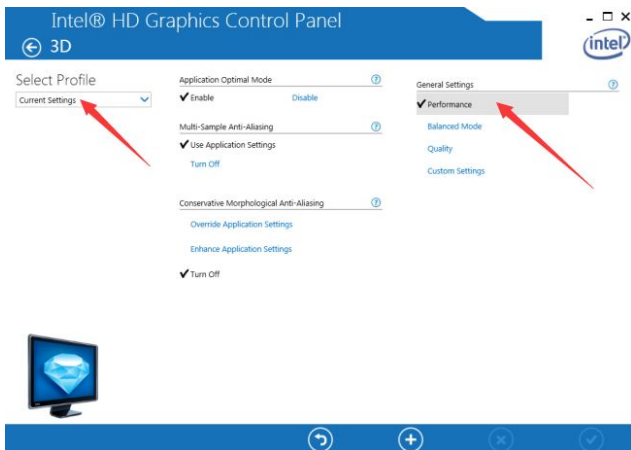 Intel® HD Graphics Control Panel
3D
intel
Select Profile
Current Settings
Application Optimal Mode
Enable Disable
Multi-Sample Anti-Aliasing
Use Application Settings
Turn Off
Conservative Morphological Anti-Aliasing
Override Application Settings
Enhance Application Settings
Turn Off
General Settings
Performance
Balanced Mode
Quality
Custom Settings